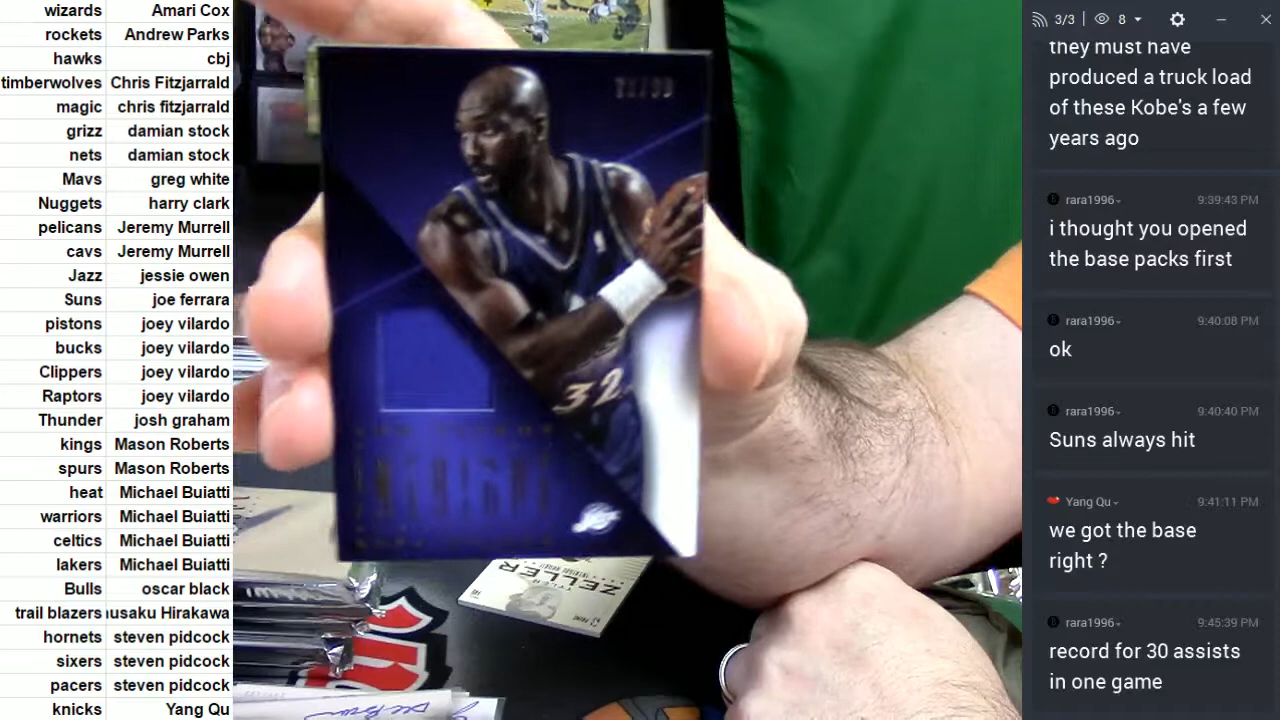 wizards Amari Cox
rockets Andrew Parks
hawks cbj
timberwolves Chris Fitzjarrald
magic chris fitzjarrald
grizz damian stock
nets damian stock
Mavs greg white
Nuggets harry clark
pelicans Jeremy Murrell
cavs Jeremy Murrell
Jazz jessie owen
Suns joe ferrara
pistons joey vilardo
bucks joey vilardo
Clippers joey vilardo
Raptors joey vilardo
Thunder josh graham
kings Mason Roberts
spurs Mason Roberts
heat Michael Buiatti
warriors Michael Buiatti
celtics Michael Buiatti
lakers Michael Buiatti
Bulls oscar black
trail blazers usaku Hirakawa
hornets steven pidcock
sixers steven pidcock
pacers steven pidcock
knicks Yang Qu
32
ZELLER
TYLER
3/3 8
they must have
produced a truck load
of these Kobe's a few
years ago
rara1996 9:39:43 PM
i thought you opened
the base packs first
rara1996 9:40:08 PM
ok
rara1996 9:40:40 PM
Suns always hit
Yang Qu 9:41:11 PM
we got the base
right ?
rara1996 9:45:39 PM
record for 30 assists
in one game